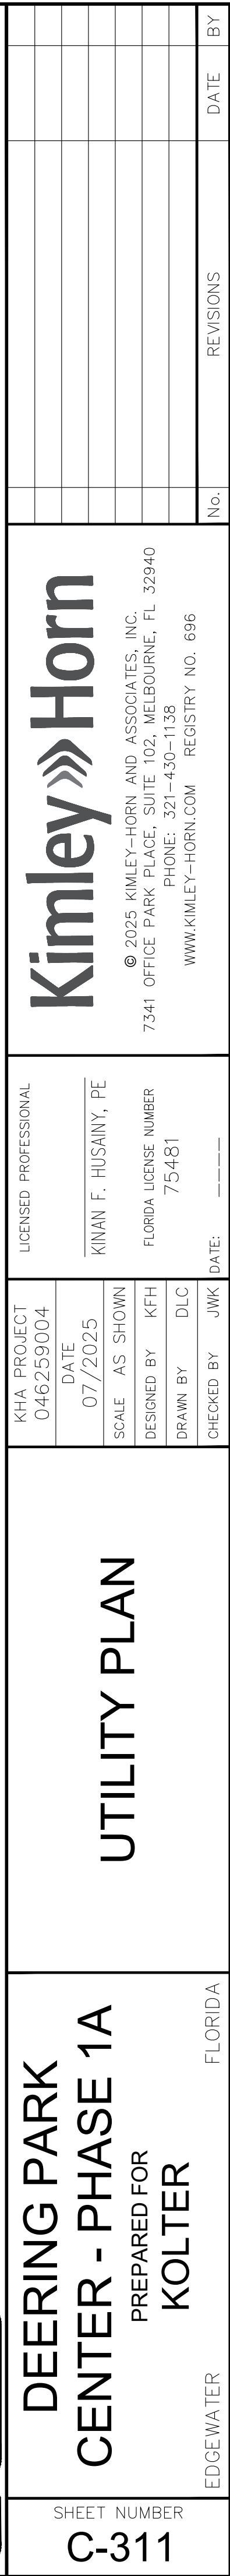 No. REVISIONS DATE BY
Kimley»Horn
© 2025 KIMLEY-HORN AND ASSOCIATES, INC.
7341 OFFICE PARK PLACE, SUITE 102, MELBOURNE, FL 32940
PHONE: 321-430-1138
WWW.KIMLEY-HORN.COM REGISTRY NO. 696
LICENSED PROFESSIONAL
KINAN F. HUSAINY, PE
FLORIDA LICENSE NUMBER
75481
DATE: ____
KHA PROJECT
046259004
DATE
07/2025
SCALE AS SHOWN
DESIGNED BY KFH
DRAWN BY DLC
CHECKED BY JWK
UTILITY PLAN
DEERING PARK
CENTER - PHASE 1A
PREPARED FOR
KOLTER
EDGEWATER FLORIDA
SHEET NUMBER
C-311